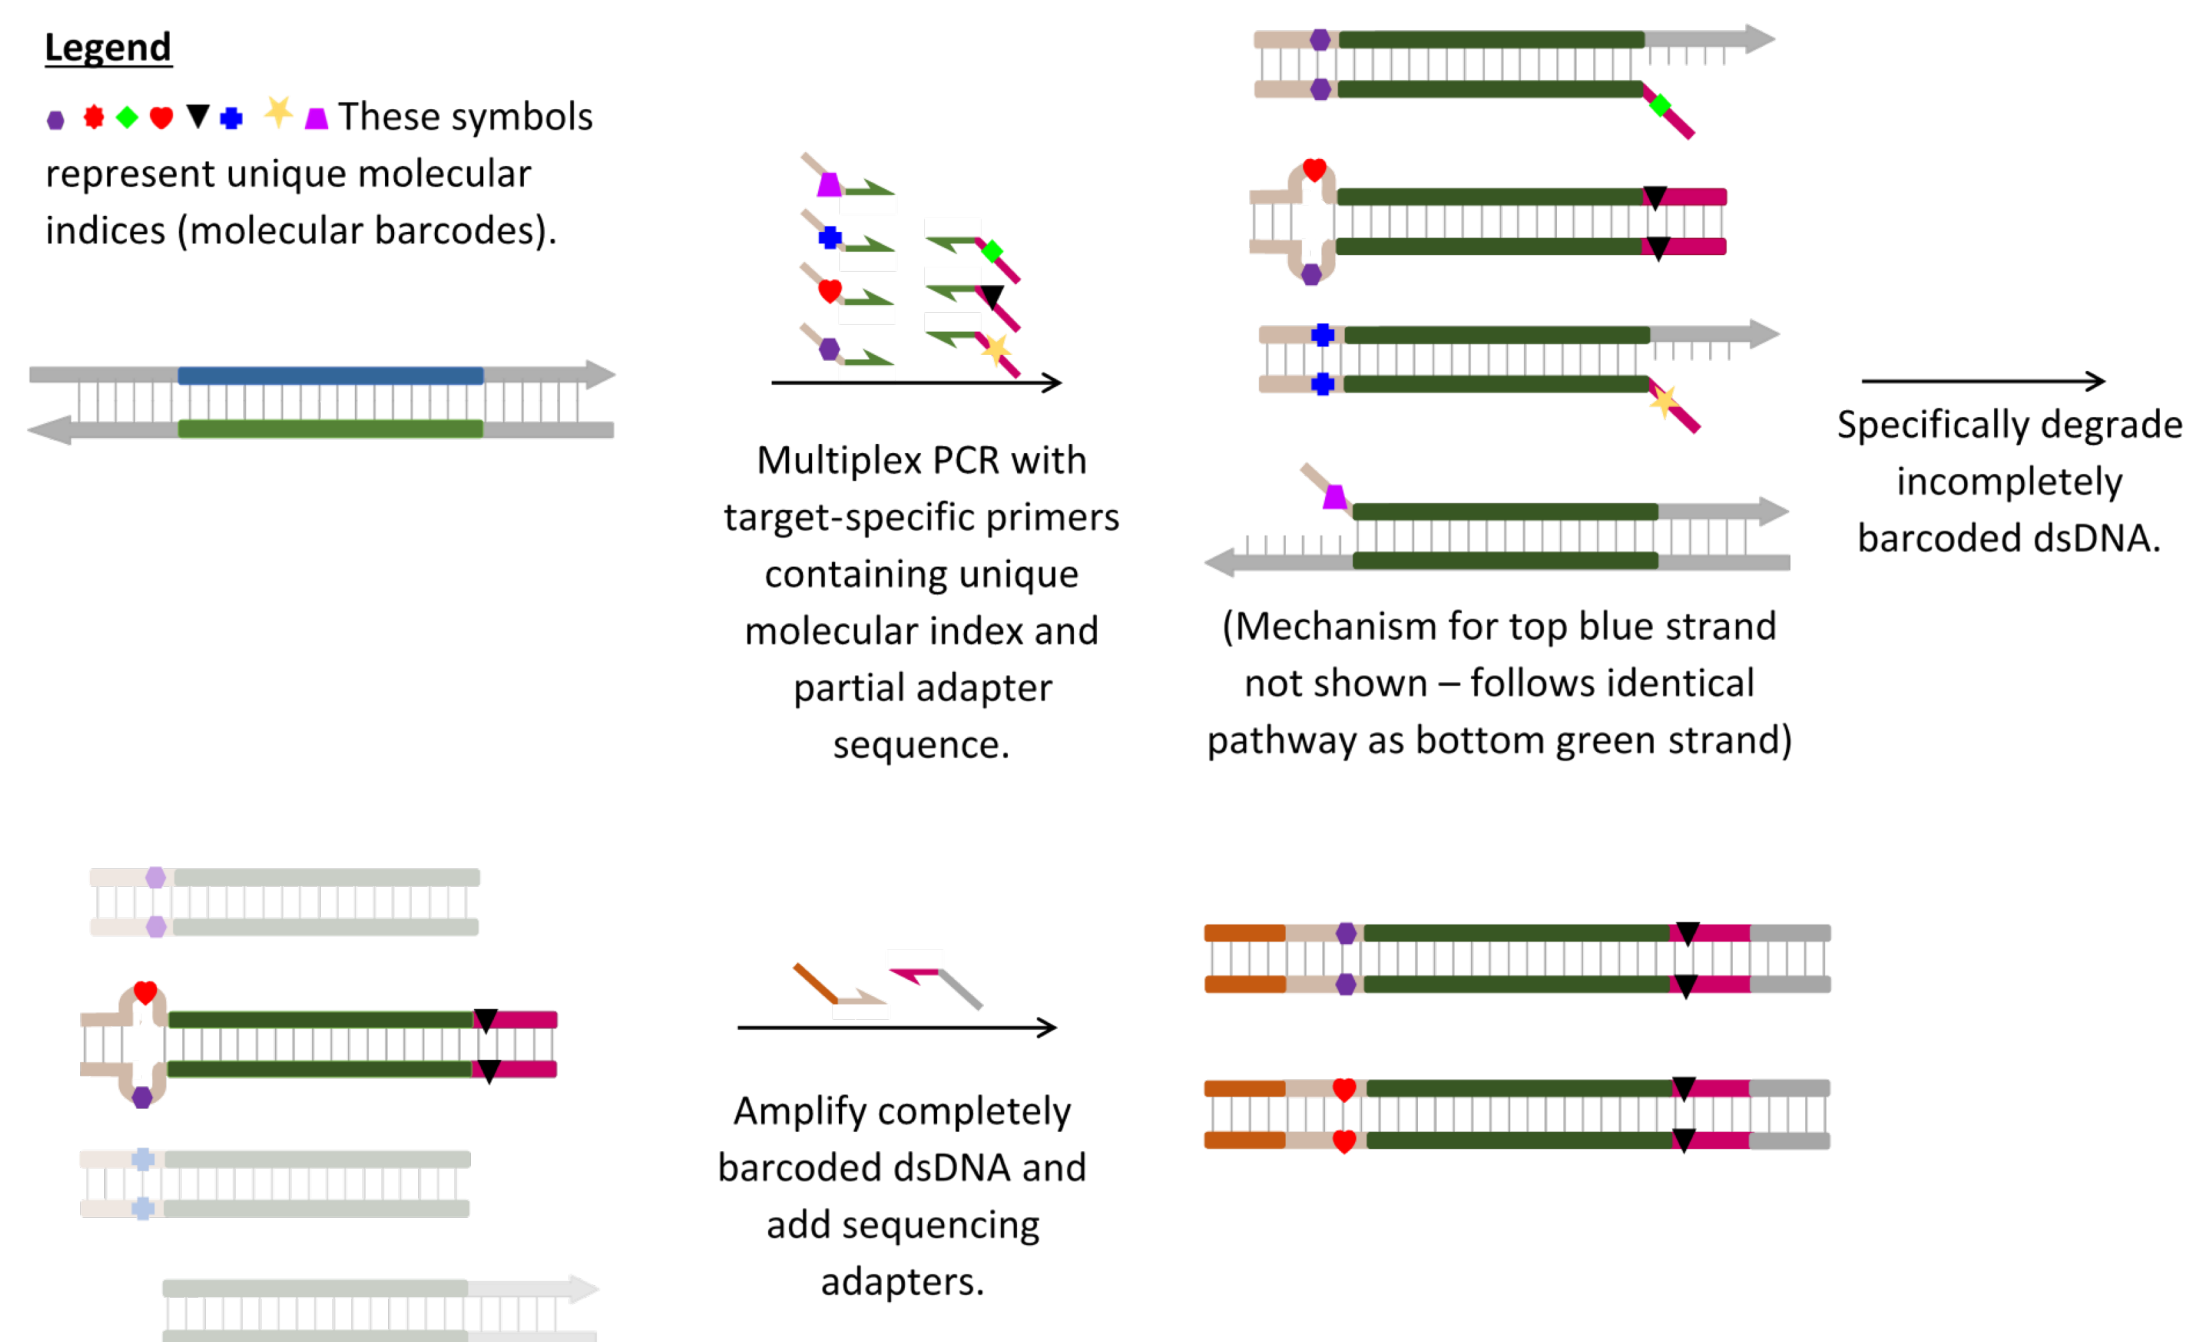 Legend
These symbols
represent unique molecular
indices (molecular barcodes).
Multiplex PCR with
target-specific primers
containing unique
molecular index and
partial adapter
sequence.
(Mechanism for top blue strand
not shown – follows identical
pathway as bottom green strand)
Specifically degrade
incompletely
barcoded dsDNA.
Amplify completely
barcoded dsDNA and
add sequencing
adapters.